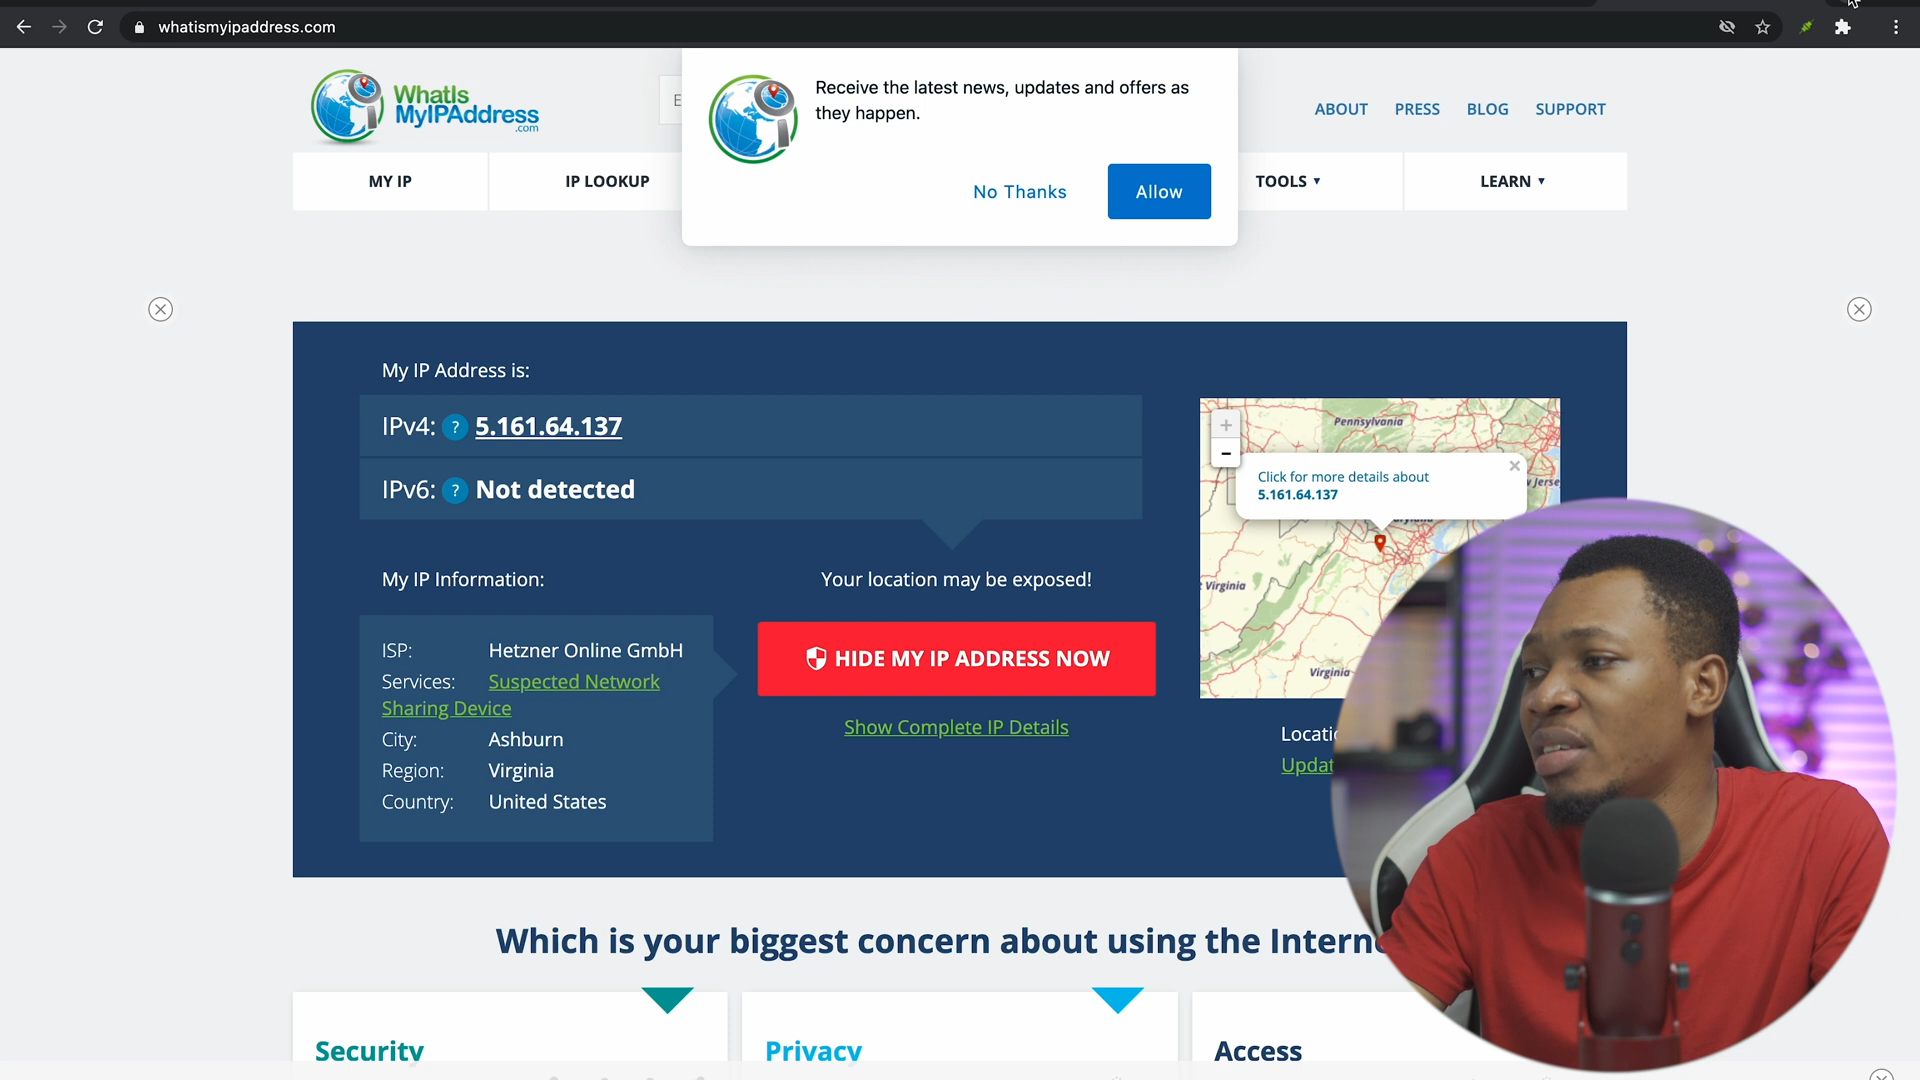 whatismyipaddress.com
WhatIs
MyIPAddress
.com
E
Receive the latest news, updates and offers as
they happen.
No Thanks
Allow
ABOUT
PRESS
BLOG
SUPPORT
MY IP
IP LOOKUP
TOOLS
LEARN
My IP Address is:
IPv4: ? 5.161.64.137
IPv6: ? Not detected
My IP Information:
ISP: Hetzner Online GmbH
Services: Suspected Network
Sharing Device
City: Ashburn
Region: Virginia
Country: United States
Your location may be exposed!
HIDE MY IP ADDRESS NOW
Show Complete IP Details
+
-
Pennsylvania
Click for more details about
5.161.64.137
w Jerse
Virginia
Virginia
Locati
Updat
Which is your biggest concern about using the Intern
Security
Privacy
Access